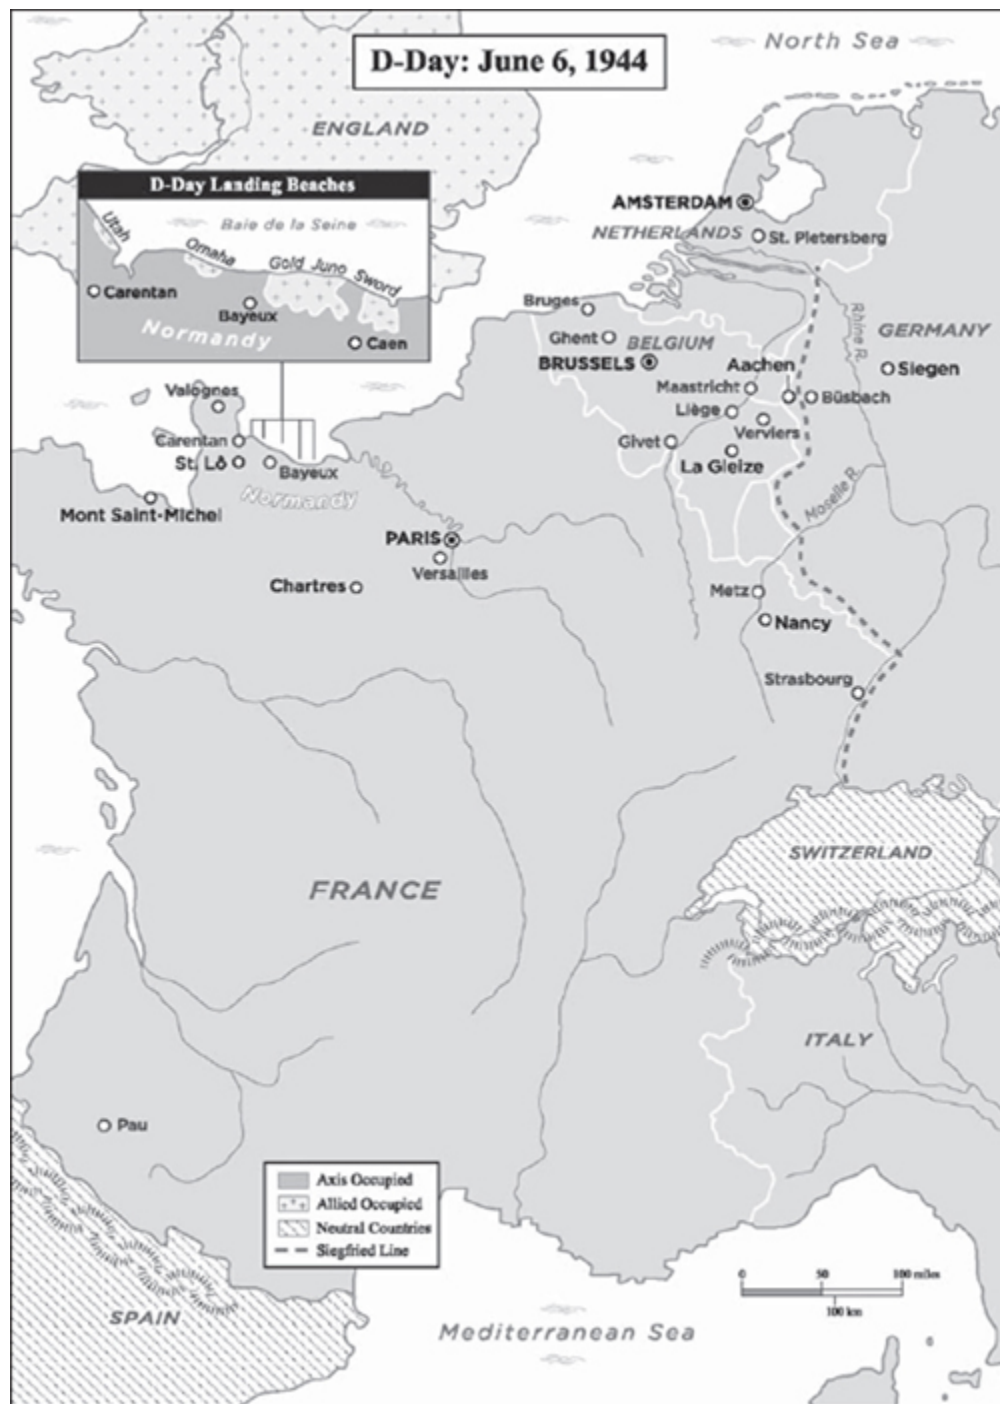 D-Day: June 6, 1944
North Sea
ENGLAND
D-Day Landing Beaches
Utah
Baie de la Seine
Omaha
Gold Juno Sword
Carentan
Bayeux
Normandy
Caen
AMSTERDAM
NETHERLANDS
St. Pietersberg
Bruges
Ghent
BELGIUM
BRUSSELS
Aachen
Rhine R.
GERMANY
Siegen
Maastricht
Büsbach
Liège
Verviers
Givet
La Gleize
Valognes
Carentan
St. Lô
Bayeux
Normandy
Mont Saint-Michel
Moselle R.
PARIS
Versailles
Chartres
Metz
Nancy
Strasbourg
SWITZERLAND
FRANCE
ITALY
Pau
Axis Occupied
Allied Occupied
Neutral Countries
Siegfried Line
0 50 100 miles
100 km
SPAIN
Mediterranean Sea